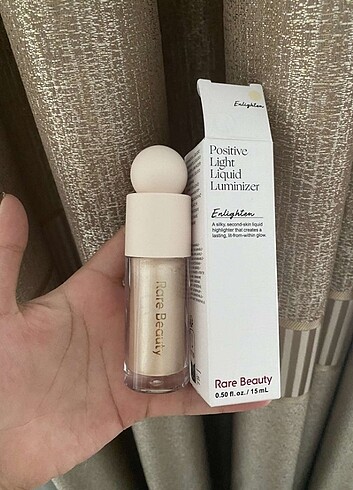 Enlighten
Positive
Light
Liquid
Luminizer
Enlighten
A silky, second-skin liquid
highlighter that creates a
lasting, lit-from-within glow
Rare Beauty
0.50 fl. oz. / 15 mL
Rare Beauty